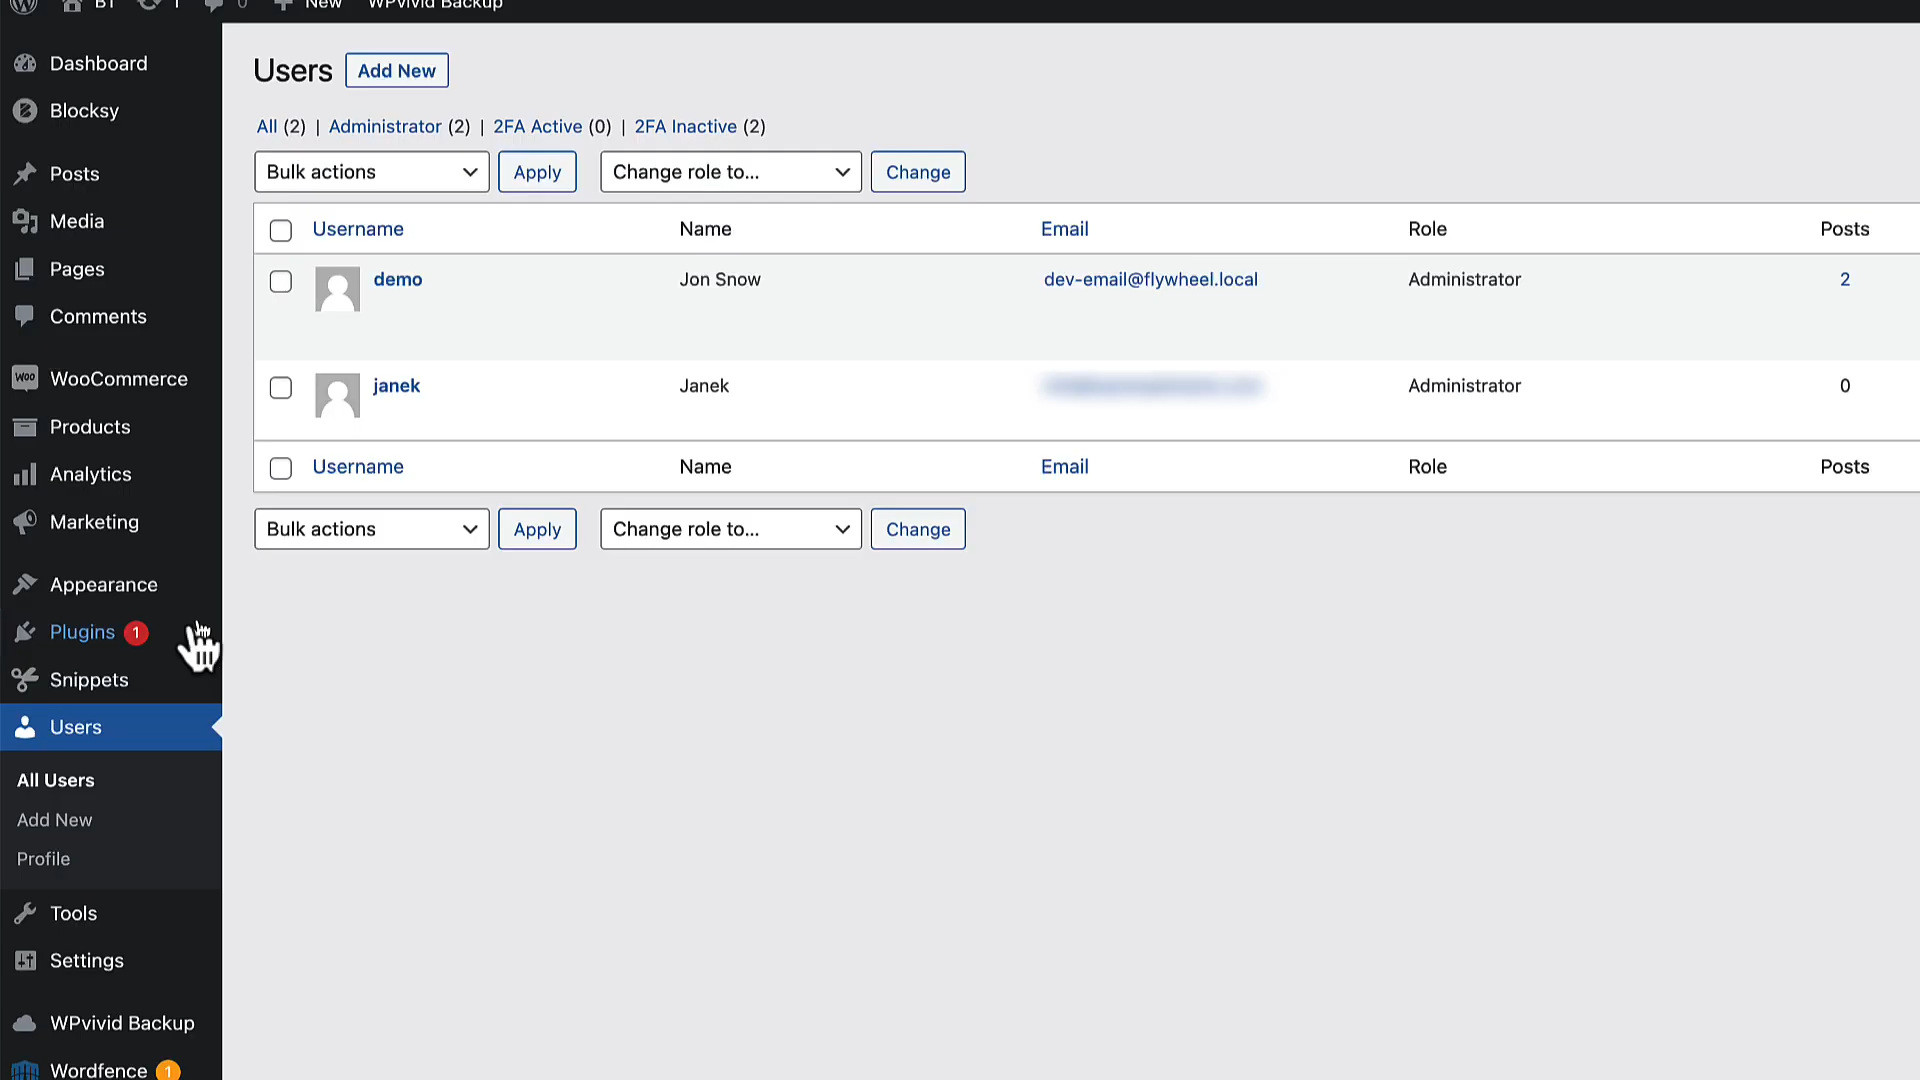 BT 1 0 New WPvivid Backup
Dashboard
Blocksy
Posts
Media
Pages
Comments
WOO WooCommerce
Products
Analytics
Marketing
Appearance
Plugins 1
Snippets
Users
All Users
Add New
Profile
Tools
Settings
WPvivid Backup
Wordfence 1
Users Add New
All (2) | Administrator (2) | 2FA Active (0) | 2FA Inactive (2)
Bulk actions Apply Change role to... Change
Username Name Email Role Posts
demo Jon Snow dev-email@flywheel.local Administrator 2
janek Janek Administrator 0
Username Name Email Role Posts
Bulk actions Apply Change role to... Change